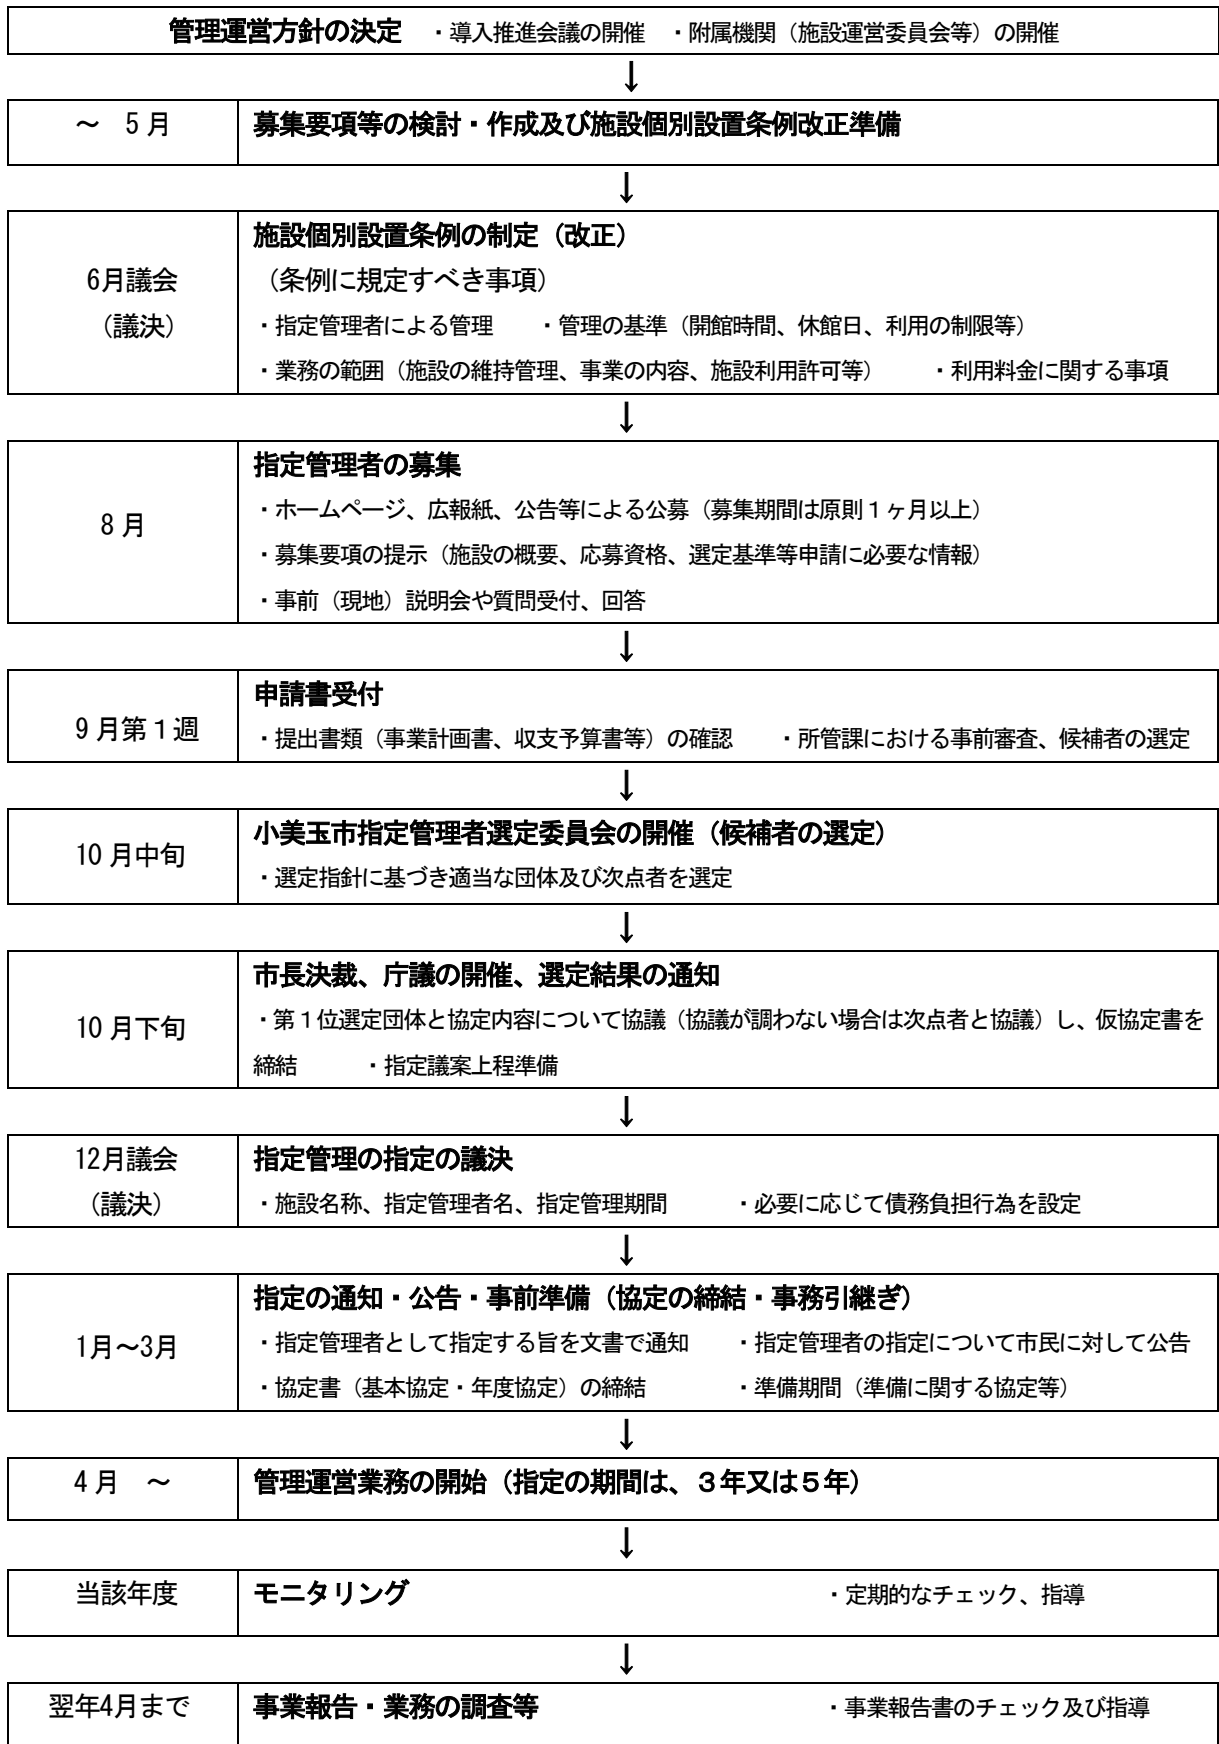 管理運営方針の決定　・導入推進会議の開催　・附属機関（施設運営委員会等）の開催
↓
～　5月
募集要項等の検討・作成及び施設個別設置条例改正準備
↓
6月議会
（議決）
施設個別設置条例の制定（改正）
（条例に規定すべき事項）
・指定管理者による管理　　・管理の基準（開館時間、休館日、利用の制限等）
・業務の範囲（施設の維持管理、事業の内容、施設利用許可等）　　・利用料金に関する事項
↓
8月
指定管理者の募集
・ホームページ、広報紙、公告等による公募（募集期間は原則１ヶ月以上）
・募集要項の提示（施設の概要、応募資格、選定基準等申請に必要な情報）
・事前（現地）説明会や質問受付、回答
↓
9月第１週
申請書受付
・提出書類（事業計画書、収支予算書等）の確認　　・所管課における事前審査、候補者の選定
↓
10月中旬
小美玉市指定管理者選定委員会の開催（候補者の選定）
・選定指針に基づき適当な団体及び次点者を選定
↓
10月下旬
市長決裁、庁議の開催、選定結果の通知
・第１位選定団体と協定内容について協議（協議が調わない場合は次点者と協議）し、仮協定書を
締結　　　・指定議案上程準備
↓
12月議会
（議決）
指定管理の指定の議決
・施設名称、指定管理者名、指定管理期間　　　・必要に応じて債務負担行為を設定
↓
1月～3月
指定の通知・公告・事前準備（協定の締結・事務引継ぎ）
・指定管理者として指定する旨を文書で通知　　・指定管理者の指定について市民に対して公告
・協定書（基本協定・年度協定）の締結　　　　・準備期間（準備に関する協定等）
↓
4月　～
管理運営業務の開始（指定の期間は、３年又は５年）
↓
当該年度
モニタリング　　・定期的なチェック、指導
↓
翌年4月まで
事業報告・業務の調査等　　・事業報告書のチェック及び指導